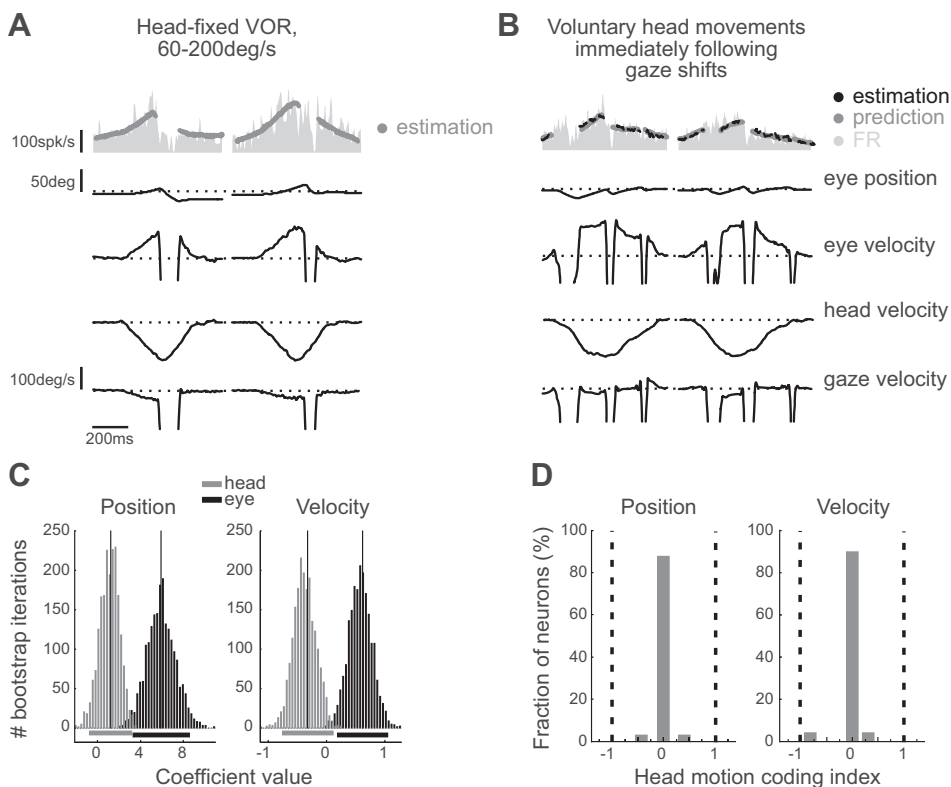 A
Head-fixed VOR,
60-200deg/s
100spk/s
estimation
50deg
100deg/s
200ms
B
Voluntary head movements
immediately following
gaze shifts
estimation
prediction
FR
eye position
eye velocity
head velocity
gaze velocity
C
head
eye
Position
Velocity
# bootstrap iterations
250
200
150
100
50
0
0 4 8
250
200
150
100
50
0
-1 0 1
Coefficient value
D
Position
Velocity
Fraction of neurons (%)
100
80
60
40
20
0
-1 0 1
100
80
60
40
20
0
-1 0 1
Head motion coding index